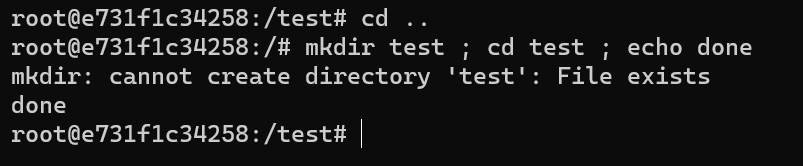 root@e731f1c34258:/test# cd ..
root@e731f1c34258:/# mkdir test ; cd test ; echo done
mkdir: cannot create directory 'test': File exists
done
root@e731f1c34258:/test#